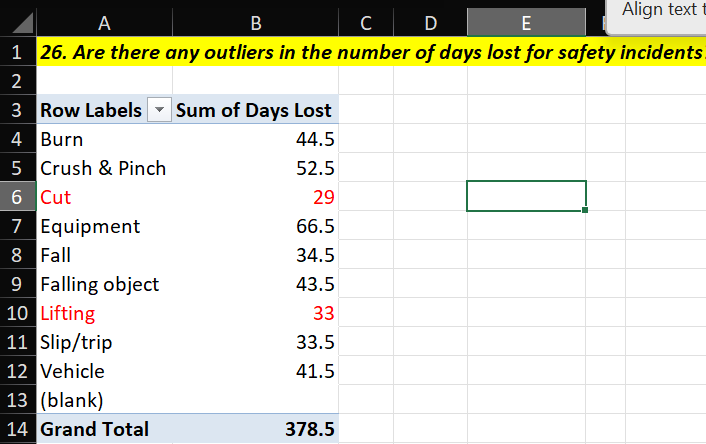 Align text t
A B C D E
1 26. Are there any outliers in the number of days lost for safety incidents
2
3 Row Labels Sum of Days Lost
4 Burn 44.5
5 Crush & Pinch 52.5
6 Cut 29
7 Equipment 66.5
8 Fall 34.5
9 Falling object 43.5
10 Lifting 33
11 Slip/trip 33.5
12 Vehicle 41.5
13 (blank)
14 Grand Total 378.5